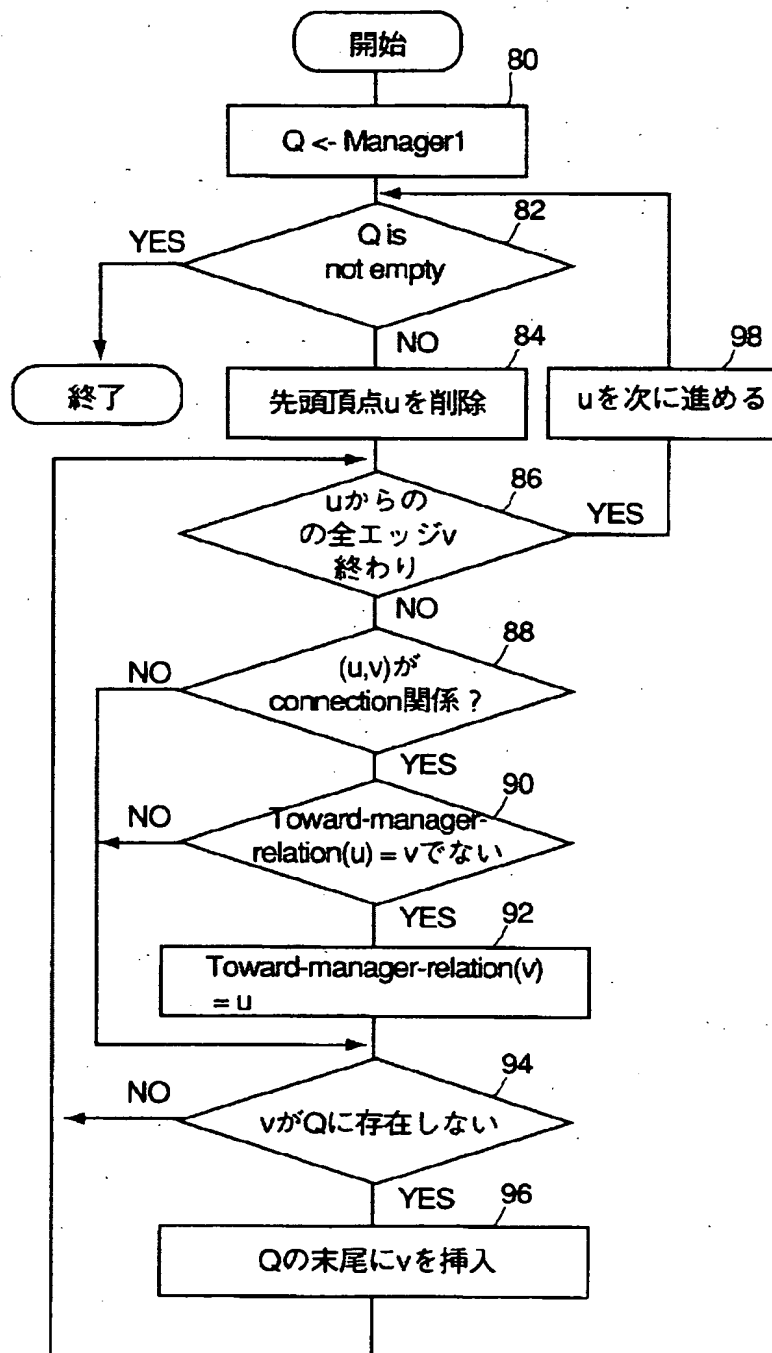 開始
80
Q <- Manager1
82
YES
Q is
not empty
NO
84
98
終了
先頭頂点uを削除
uを次に進める
86
uからの
の全エッジv
終わり
YES
NO
88
NO
(u,v)が
connection関係?
YES
90
NO
Toward-manager-
relation(u) = vでない
YES
92
Toward-manager-relation(v)
= u
94
NO
vがQに存在しない
YES
96
Qの末尾にvを挿入